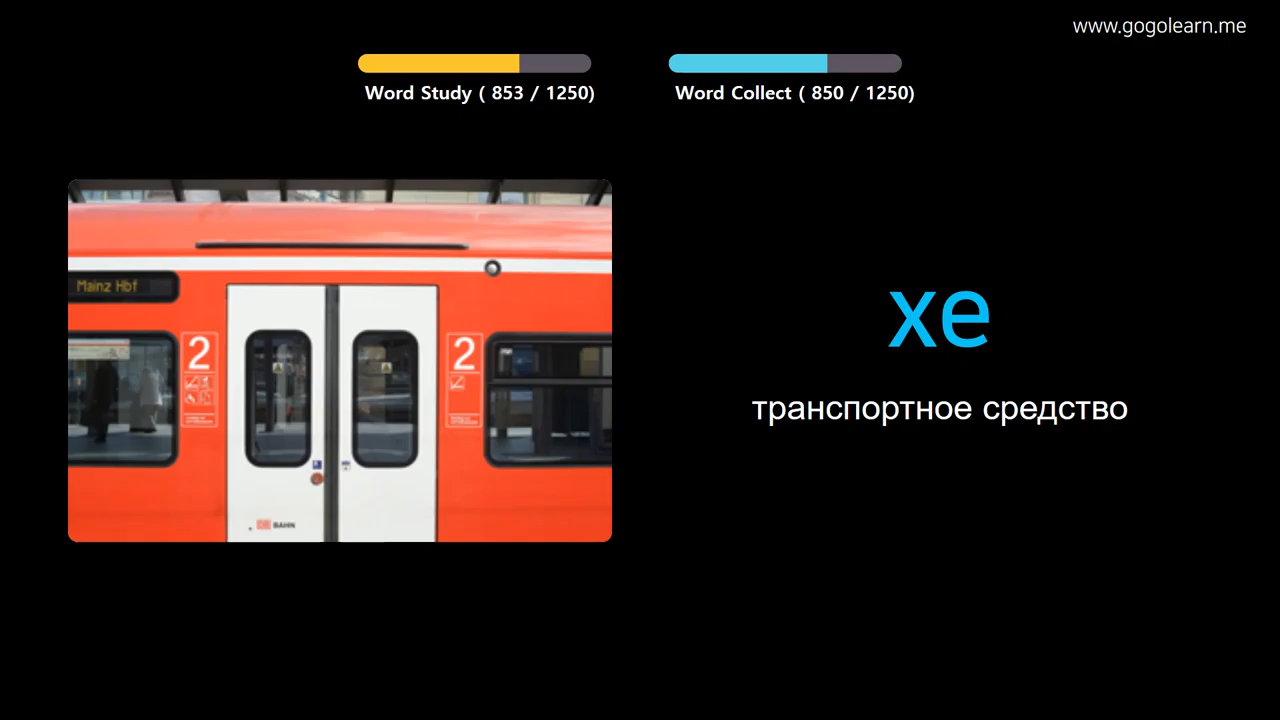 www.gogolearn.me
Word Study ( 853 / 1250)
Word Collect ( 850 / 1250)
Mainz Hbf
2
2
DB BAHN
xe
транспортное средство